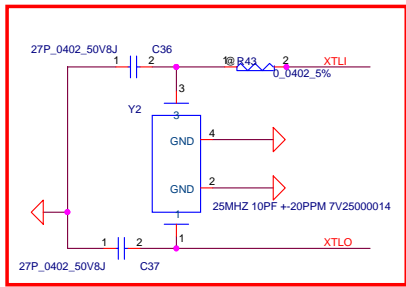 27P_0402_50V8J C36
1 2 1@ R43 2 XTLI
0_0402_5%
3
Y2
3
GND 4
GND 2
25MHZ 10PF +-20PPM 7V25000014
1
1
1 2 XTLO
27P_0402_50V8J C37